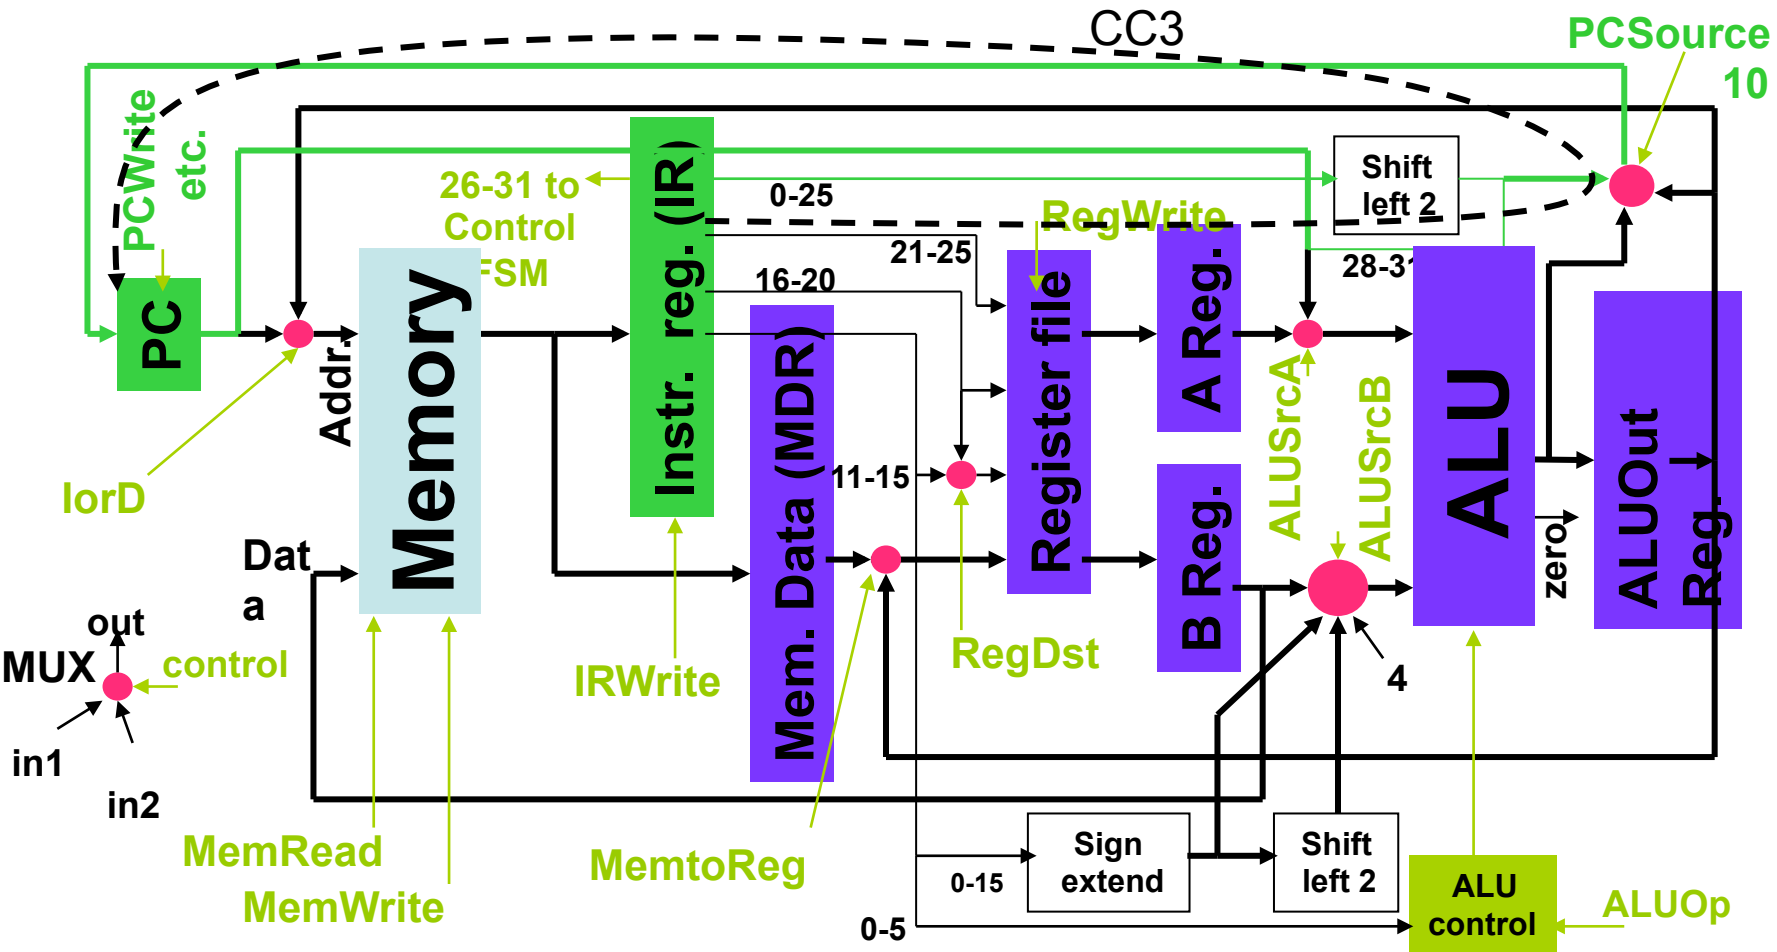 CC3
PCSource
10
PCWrite
etc.
26-31 to
Control
FSM
0-25
Shift
left 2
RegWrite
21-25
28-31
16-20
PC
Addr.
Memory
Instr. reg. (IR)
Mem. Data (MDR)
Register file
A Reg.
B Reg.
ALUSrcA
ALUSrcB
ALU
ALUOut
Reg.
zero
IorD
11-15
Dat
a
out
MUX
control
in1
in2
IRWrite
RegDst
4
MemRead
MemWrite
MemtoReg
Sign
extend
0-15
Shift
left 2
0-5
ALU
control
ALUOp